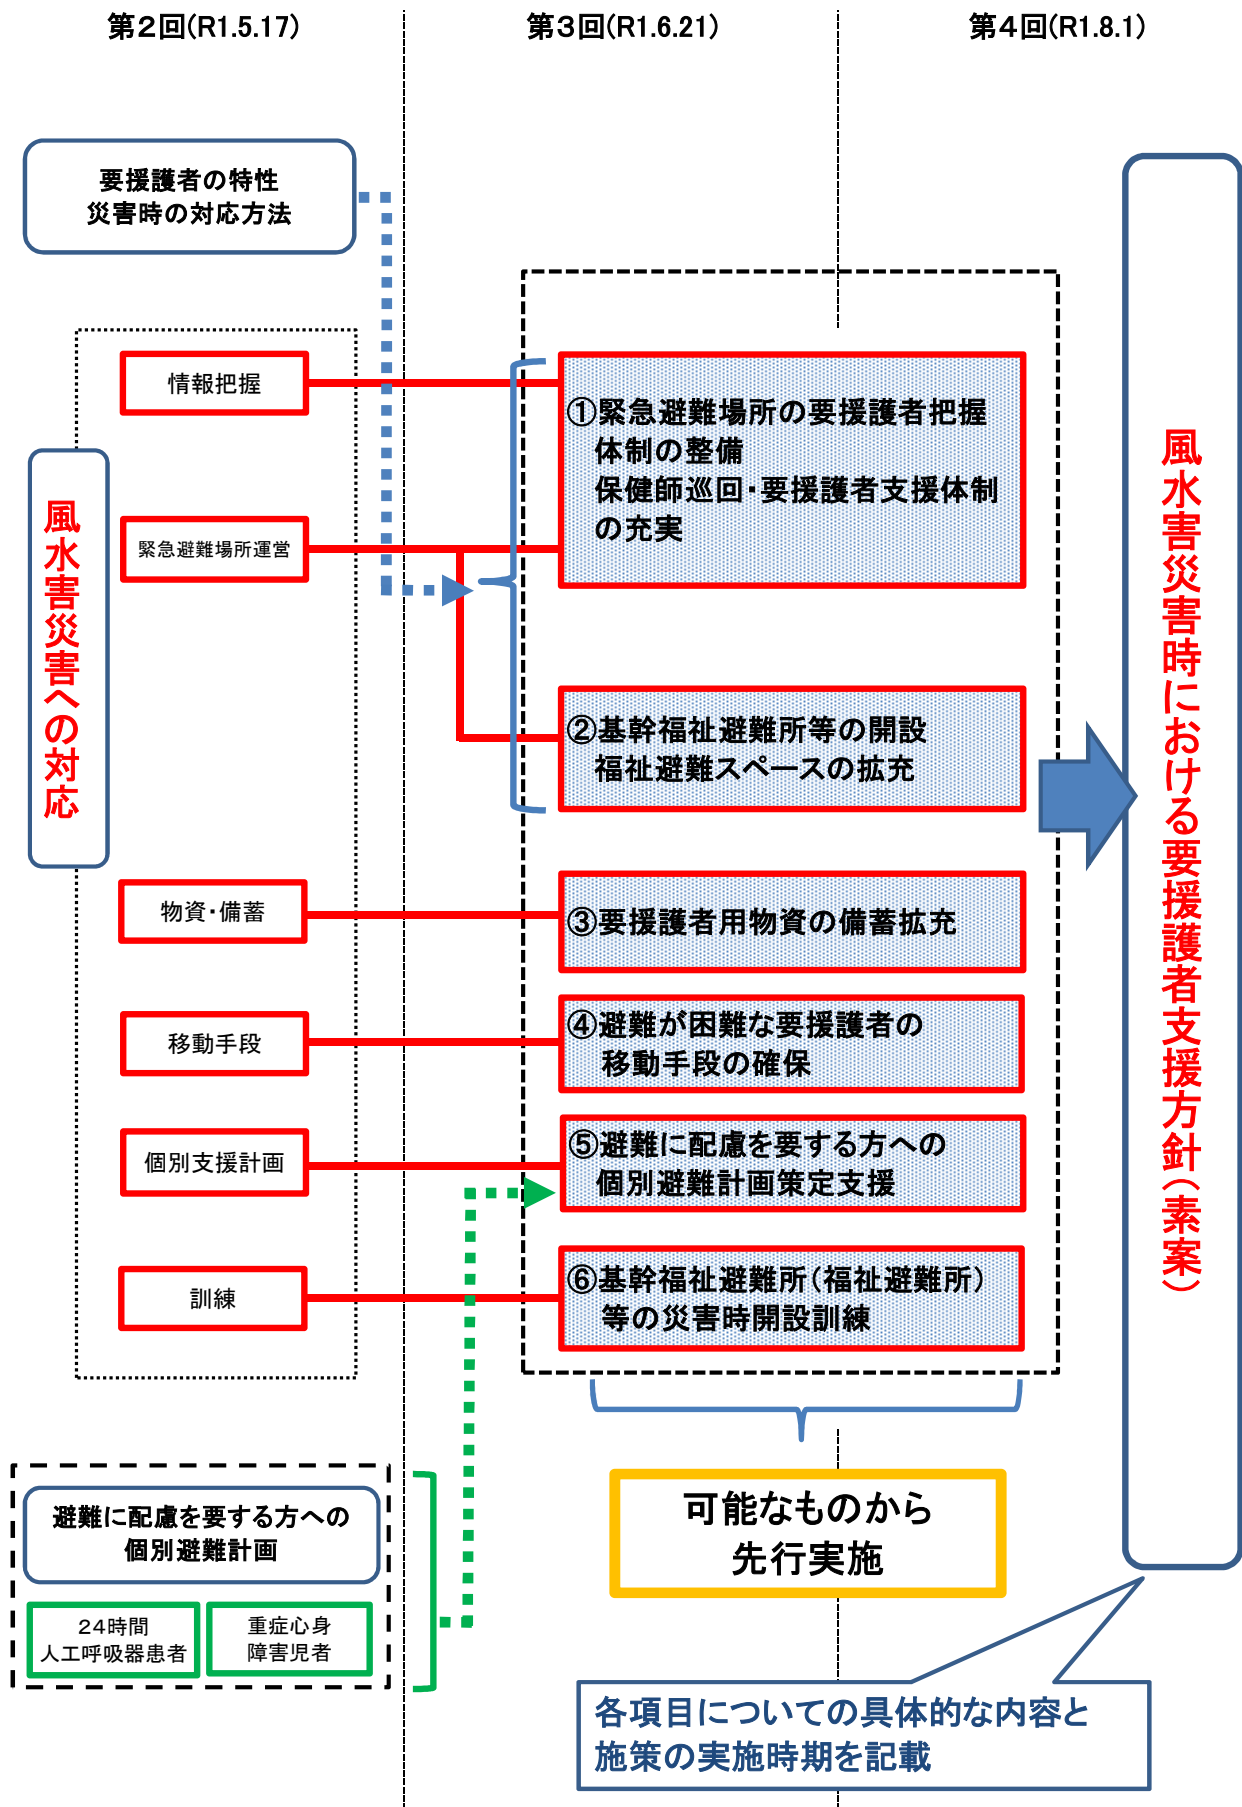 第２回(R1.5.17)
第３回(R1.6.21)
第４回(R1.8.1)
要援護者の特性
災害時の対応方法
風水害災害への対応
情報把握
緊急避難場所運営
物資・備蓄
移動手段
個別支援計画
訓練
①緊急避難場所の要援護者把握
体制の整備
保健師巡回・要援護者支援体制
の充実
②基幹福祉避難所等の開設
福祉避難スペースの拡充
③要援護者用物資の備蓄拡充
④避難が困難な要援護者の
移動手段の確保
⑤避難に配慮を要する方への
個別避難計画策定支援
⑥基幹福祉避難所（福祉避難所）
等の災害時開設訓練
風水害災害時における要援護者支援方針（素案）
避難に配慮を要する方への
個別避難計画
２４時間
人工呼吸器患者
重症心身
障害児者
可能なものから
先行実施
各項目についての具体的な内容と
施策の実施時期を記載